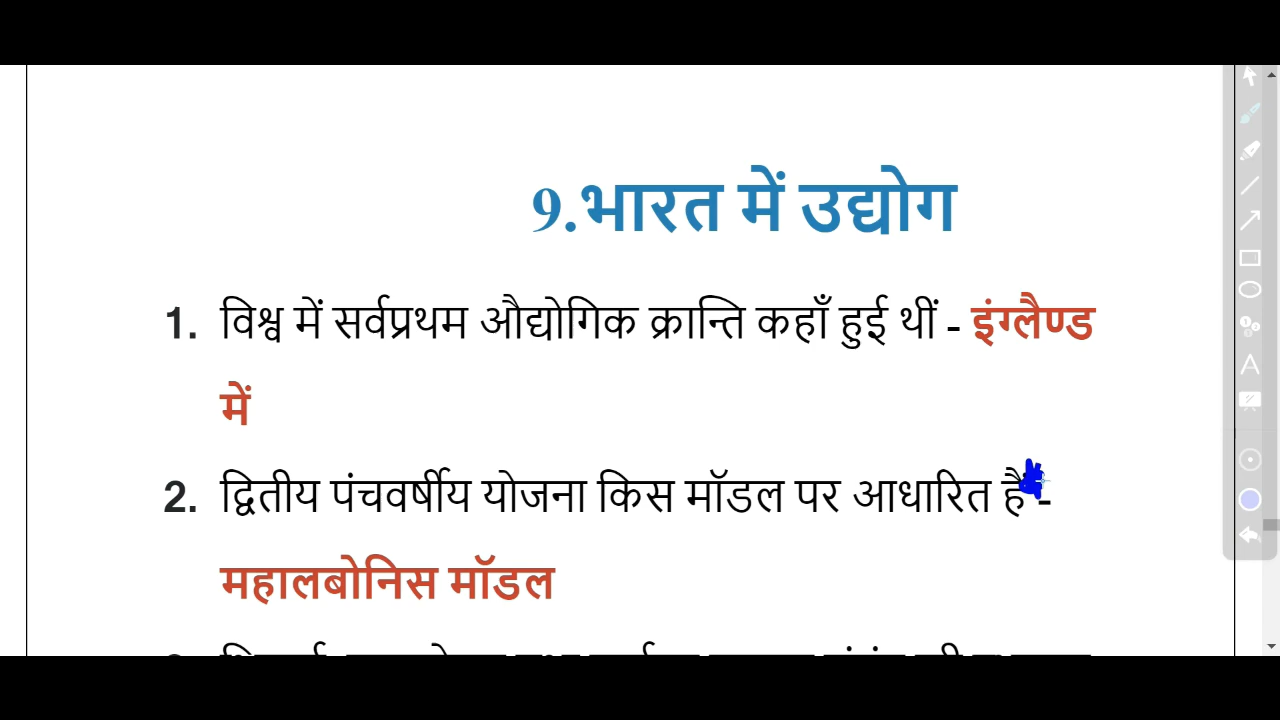 9.भारत में उद्योग
1. विश्व में सर्वप्रथम औद्योगिक क्रान्ति कहाँ हुई थीं - इंग्लैण्ड
में
2. द्वितीय पंचवर्षीय योजना किस मॉडल पर आधारित है -
महालबोनिस मॉडल